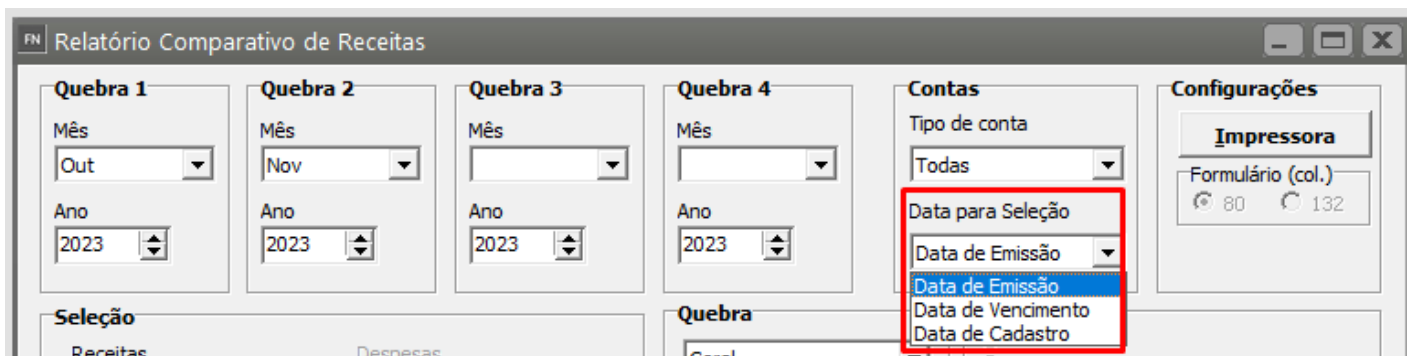 FN Relatório Comparativo de Receitas
Quebra 1
Mês
Out
Ano
2023
Quebra 2
Mês
Nov
Ano
2023
Quebra 3
Mês
Ano
2023
Quebra 4
Mês
Ano
2023
Contas
Tipo de conta
Todas
Data para Seleção
Data de Emissão
Data de Emissão
Data de Vencimento
Data de Cadastro
Configurações
Impressora
Formulário (col.)
80 132
Seleção
Receitas Despesas
Quebra
Geral